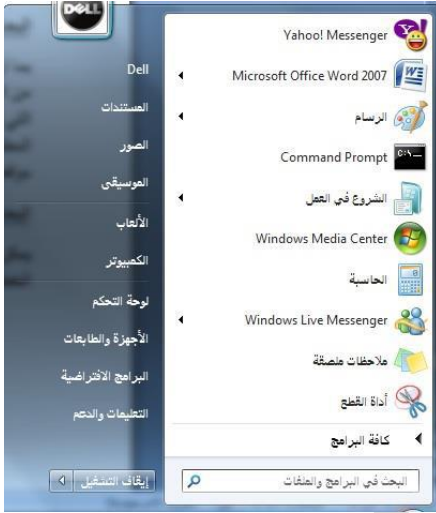 Yahoo! Messenger
Microsoft Office Word 2007
الرسام
Command Prompt
الشروع في العمل
Windows Media Center
الحاسبة
Windows Live Messenger
ملاحظات ملصقة
أداة القطع
كافة البرامج
البحث في البرامج والملفات
DELL
Dell
المستندات
الصور
الموسيقى
الألعاب
الكمبيوتر
لوحة التحكم
الأجهزة والطابعات
البرامج الافتراضية
التعليمات والدعم
إيقاف التشغيل